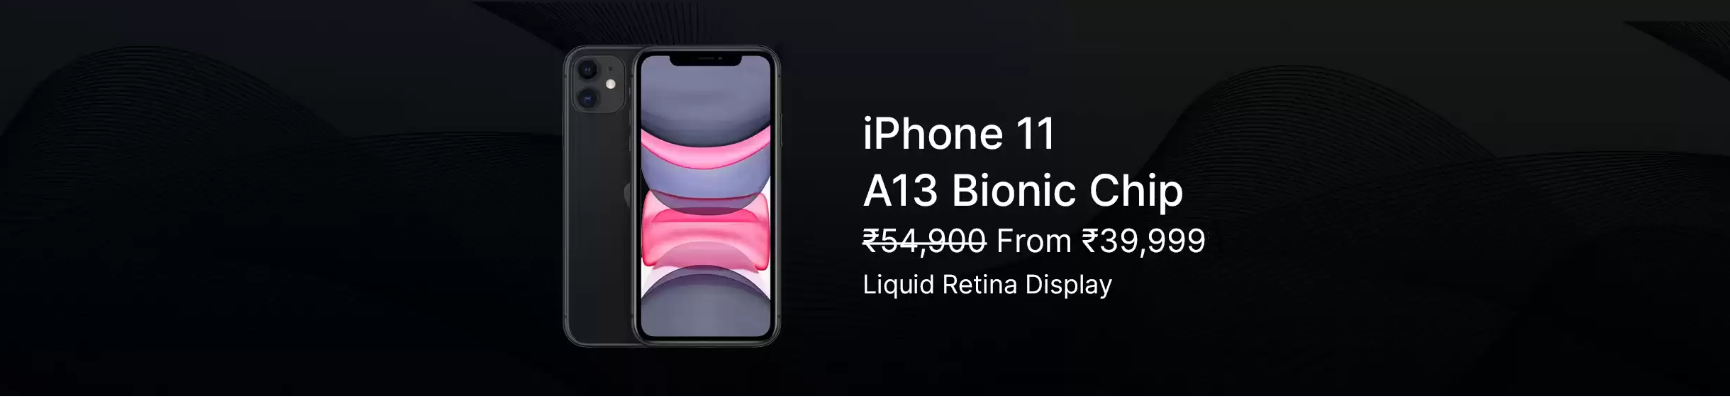 iPhone 11
A13 Bionic Chip
₹54,900 From ₹39,999
Liquid Retina Display